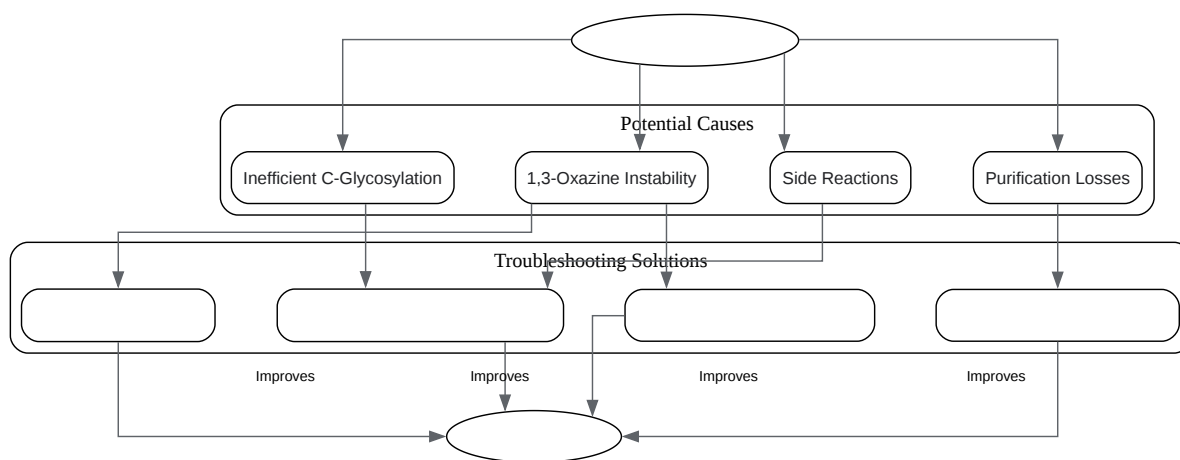 Potential Causes
Inefficient C-Glycosylation
1,3-Oxazine Instability
Side Reactions
Purification Losses
Troubleshooting Solutions
Improves
Improves
Improves
Improves